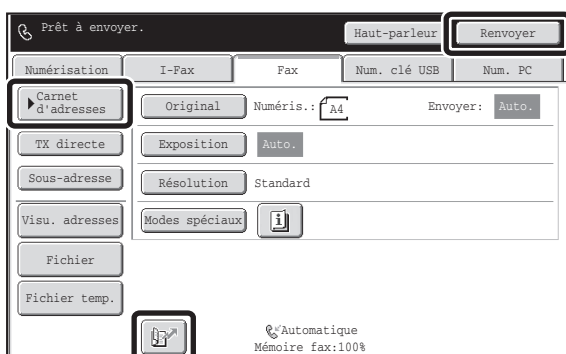 Prêt à envoyer.
Haut-parleur
Renvoyer
Numérisation
I-Fax
Fax
Num. clé USB
Num. PC
Carnet
d'adresses
Original
Numéris.:
A4
Envoyer:
Auto.
TX directe
Exposition
Auto.
Sous-adresse
Résolution
Standard
Visu. adresses
Modes spéciaux
Fichier
Fichier temp.
Automatique
Mémoire fax:100%